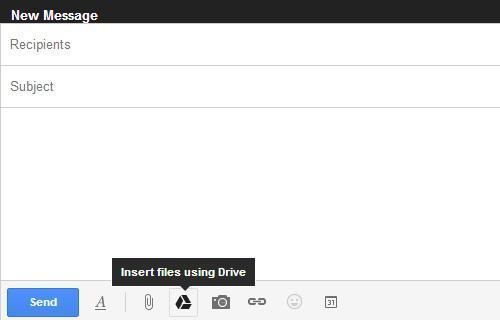 New Message
Recipients
Subject
Insert files using Drive
Send A 31